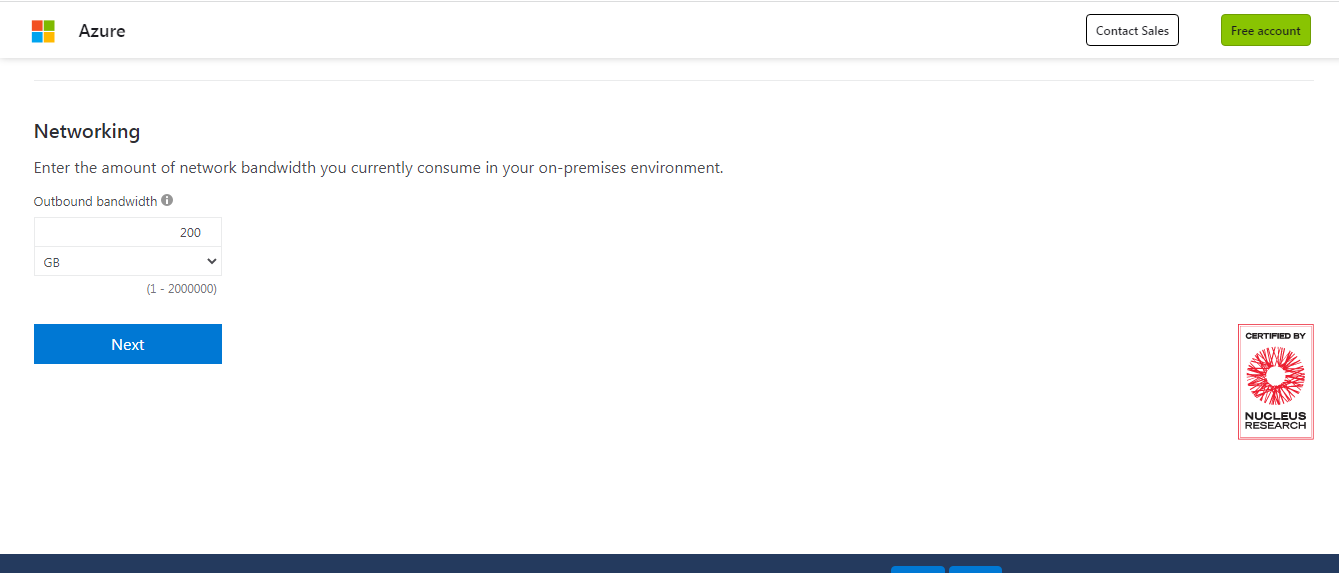 Azure
Contact Sales
Free account
Networking
Enter the amount of network bandwidth you currently consume in your on-premises environment.
Outbound bandwidth
200
GB
(1 - 2000000)
Next
CERTIFIED BY
NUCLEUS
RESEARCH